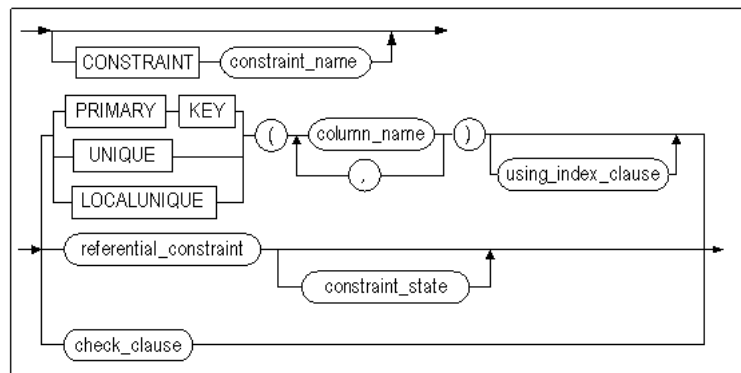 CONSTRAINT constraint_name
PRIMARY KEY ( column_name )
UNIQUE , using_index_clause
LOCALUNIQUE
referential_constraint
constraint_state
check_clause